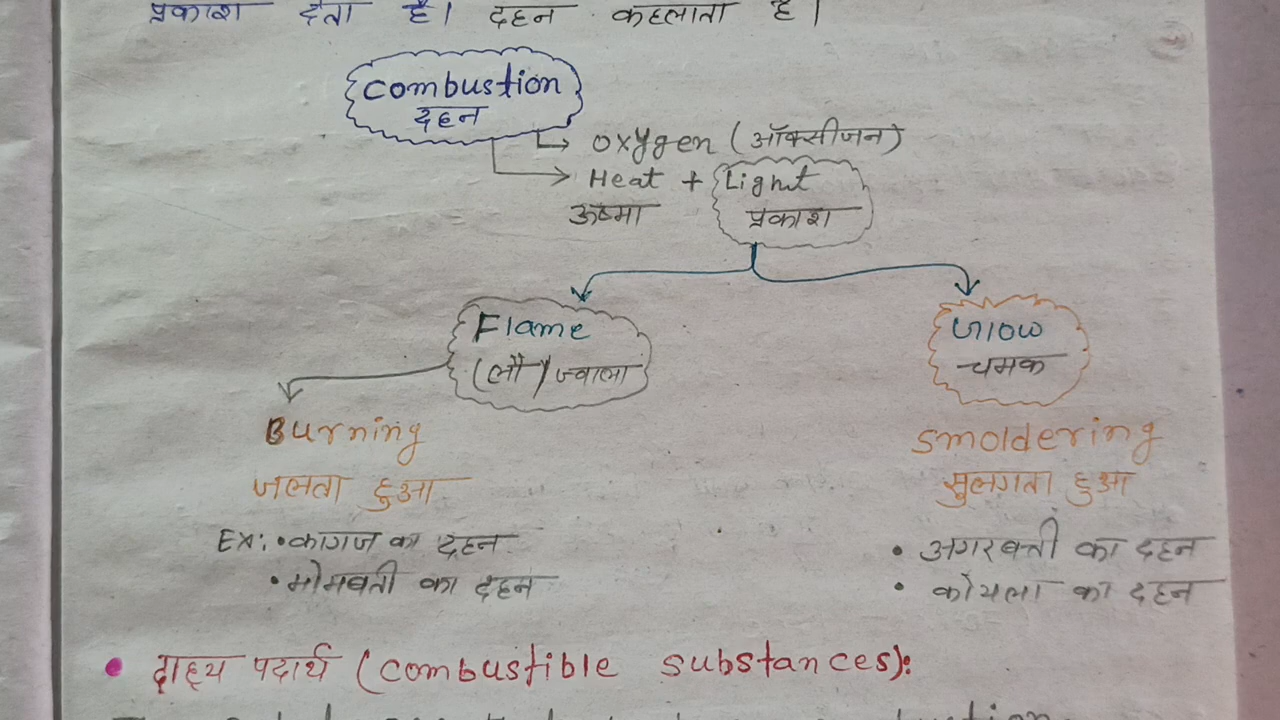 प्रकाश देता है। दहन कहलाता है।
Combustion
दहन
Oxygen (ऑक्सीजन)
Heat + Light
ऊष्मा प्रकाश
Flame
(लौ) ज्वाला
Glow
चमक
Burning
जलता हुआ
Smoldering
सुलगता हुआ
Ex: • कागज का दहन
• मोमबती का दहन
• अगरबत्ती का दहन
• कोयला का दहन
• दाह्य पदार्थ (Combustible substances):